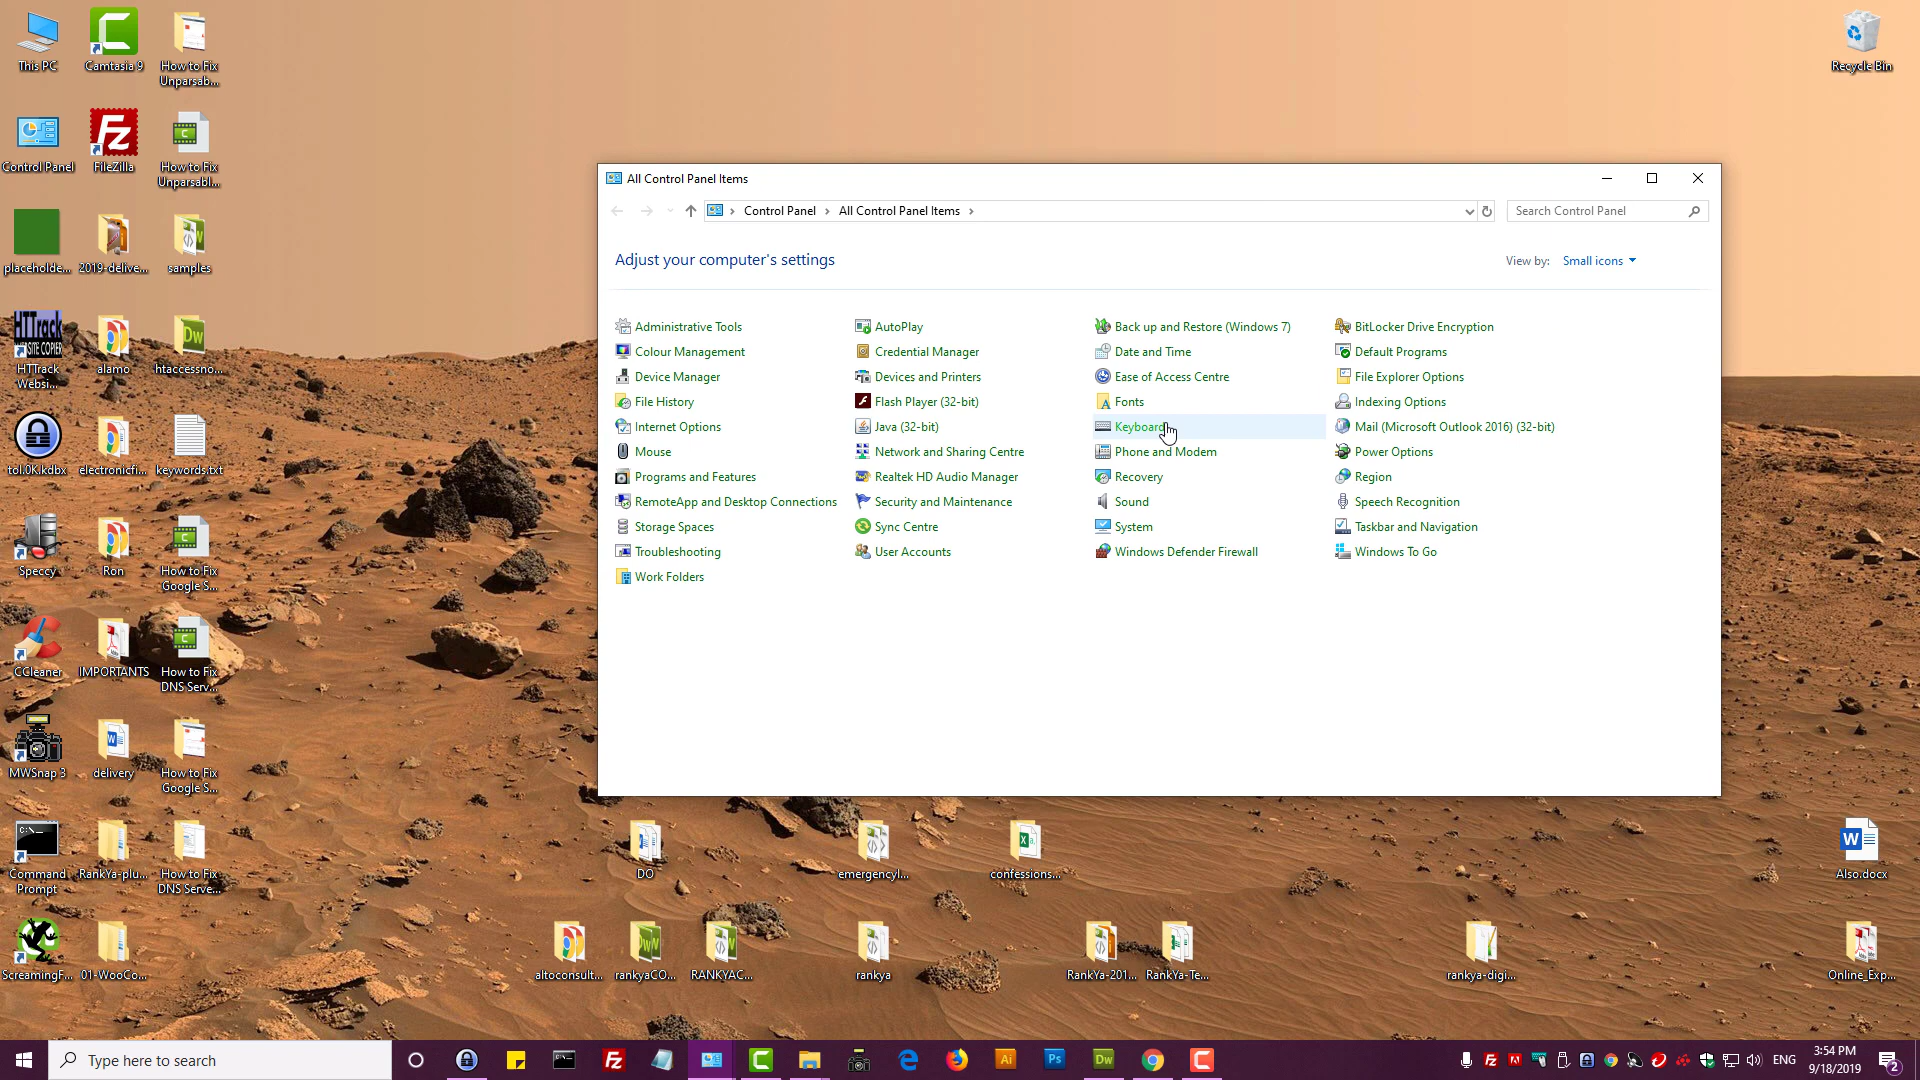 This PC
Camtasia 9
How to Fix
Unparsab...
Recycle Bin
Control Panel
FileZilla
How to Fix
Unparsabl...
placeholde...
2019-delive...
samples
HTTrack
WEBSITE COPIER
HTTrack
Websi...
alamo
htaccessno...
tol.0K.kdbx
electronicfi...
keywords.txt
Speccy
Ron
How to Fix
Google S...
CCleaner
IMPORTANTS
How to Fix
DNS Serv...
MWSnap 3
delivery
How to Fix
Google S...
Command
Prompt
RankYa-plu...
How to Fix
DNS Serve...
ScreamingF...
01-WooCo...
All Control Panel Items
Control Panel
All Control Panel Items
Search Control Panel
Adjust your computer's settings
View by: Small icons
Administrative Tools
AutoPlay
Back up and Restore (Windows 7)
BitLocker Drive Encryption
Colour Management
Credential Manager
Date and Time
Default Programs
Device Manager
Devices and Printers
Ease of Access Centre
File Explorer Options
File History
Flash Player (32-bit)
Fonts
Indexing Options
Internet Options
Java (32-bit)
Keyboard
Mail (Microsoft Outlook 2016) (32-bit)
Mouse
Network and Sharing Centre
Phone and Modem
Power Options
Programs and Features
Realtek HD Audio Manager
Recovery
Region
RemoteApp and Desktop Connections
Security and Maintenance
Sound
Speech Recognition
Storage Spaces
Sync Centre
System
Taskbar and Navigation
Troubleshooting
User Accounts
Windows Defender Firewall
Windows To Go
Work Folders
DO
emergencyl...
confessions...
Also.docx
altoconsult...
rankyaCO...
RANKYAC...
rankya
RankYa-201...
RankYa-Te...
rankya-digi...
Online_Exp...
Type here to search
Ai
Ps
Dw
ENG
3:54 PM
9/18/2019
2